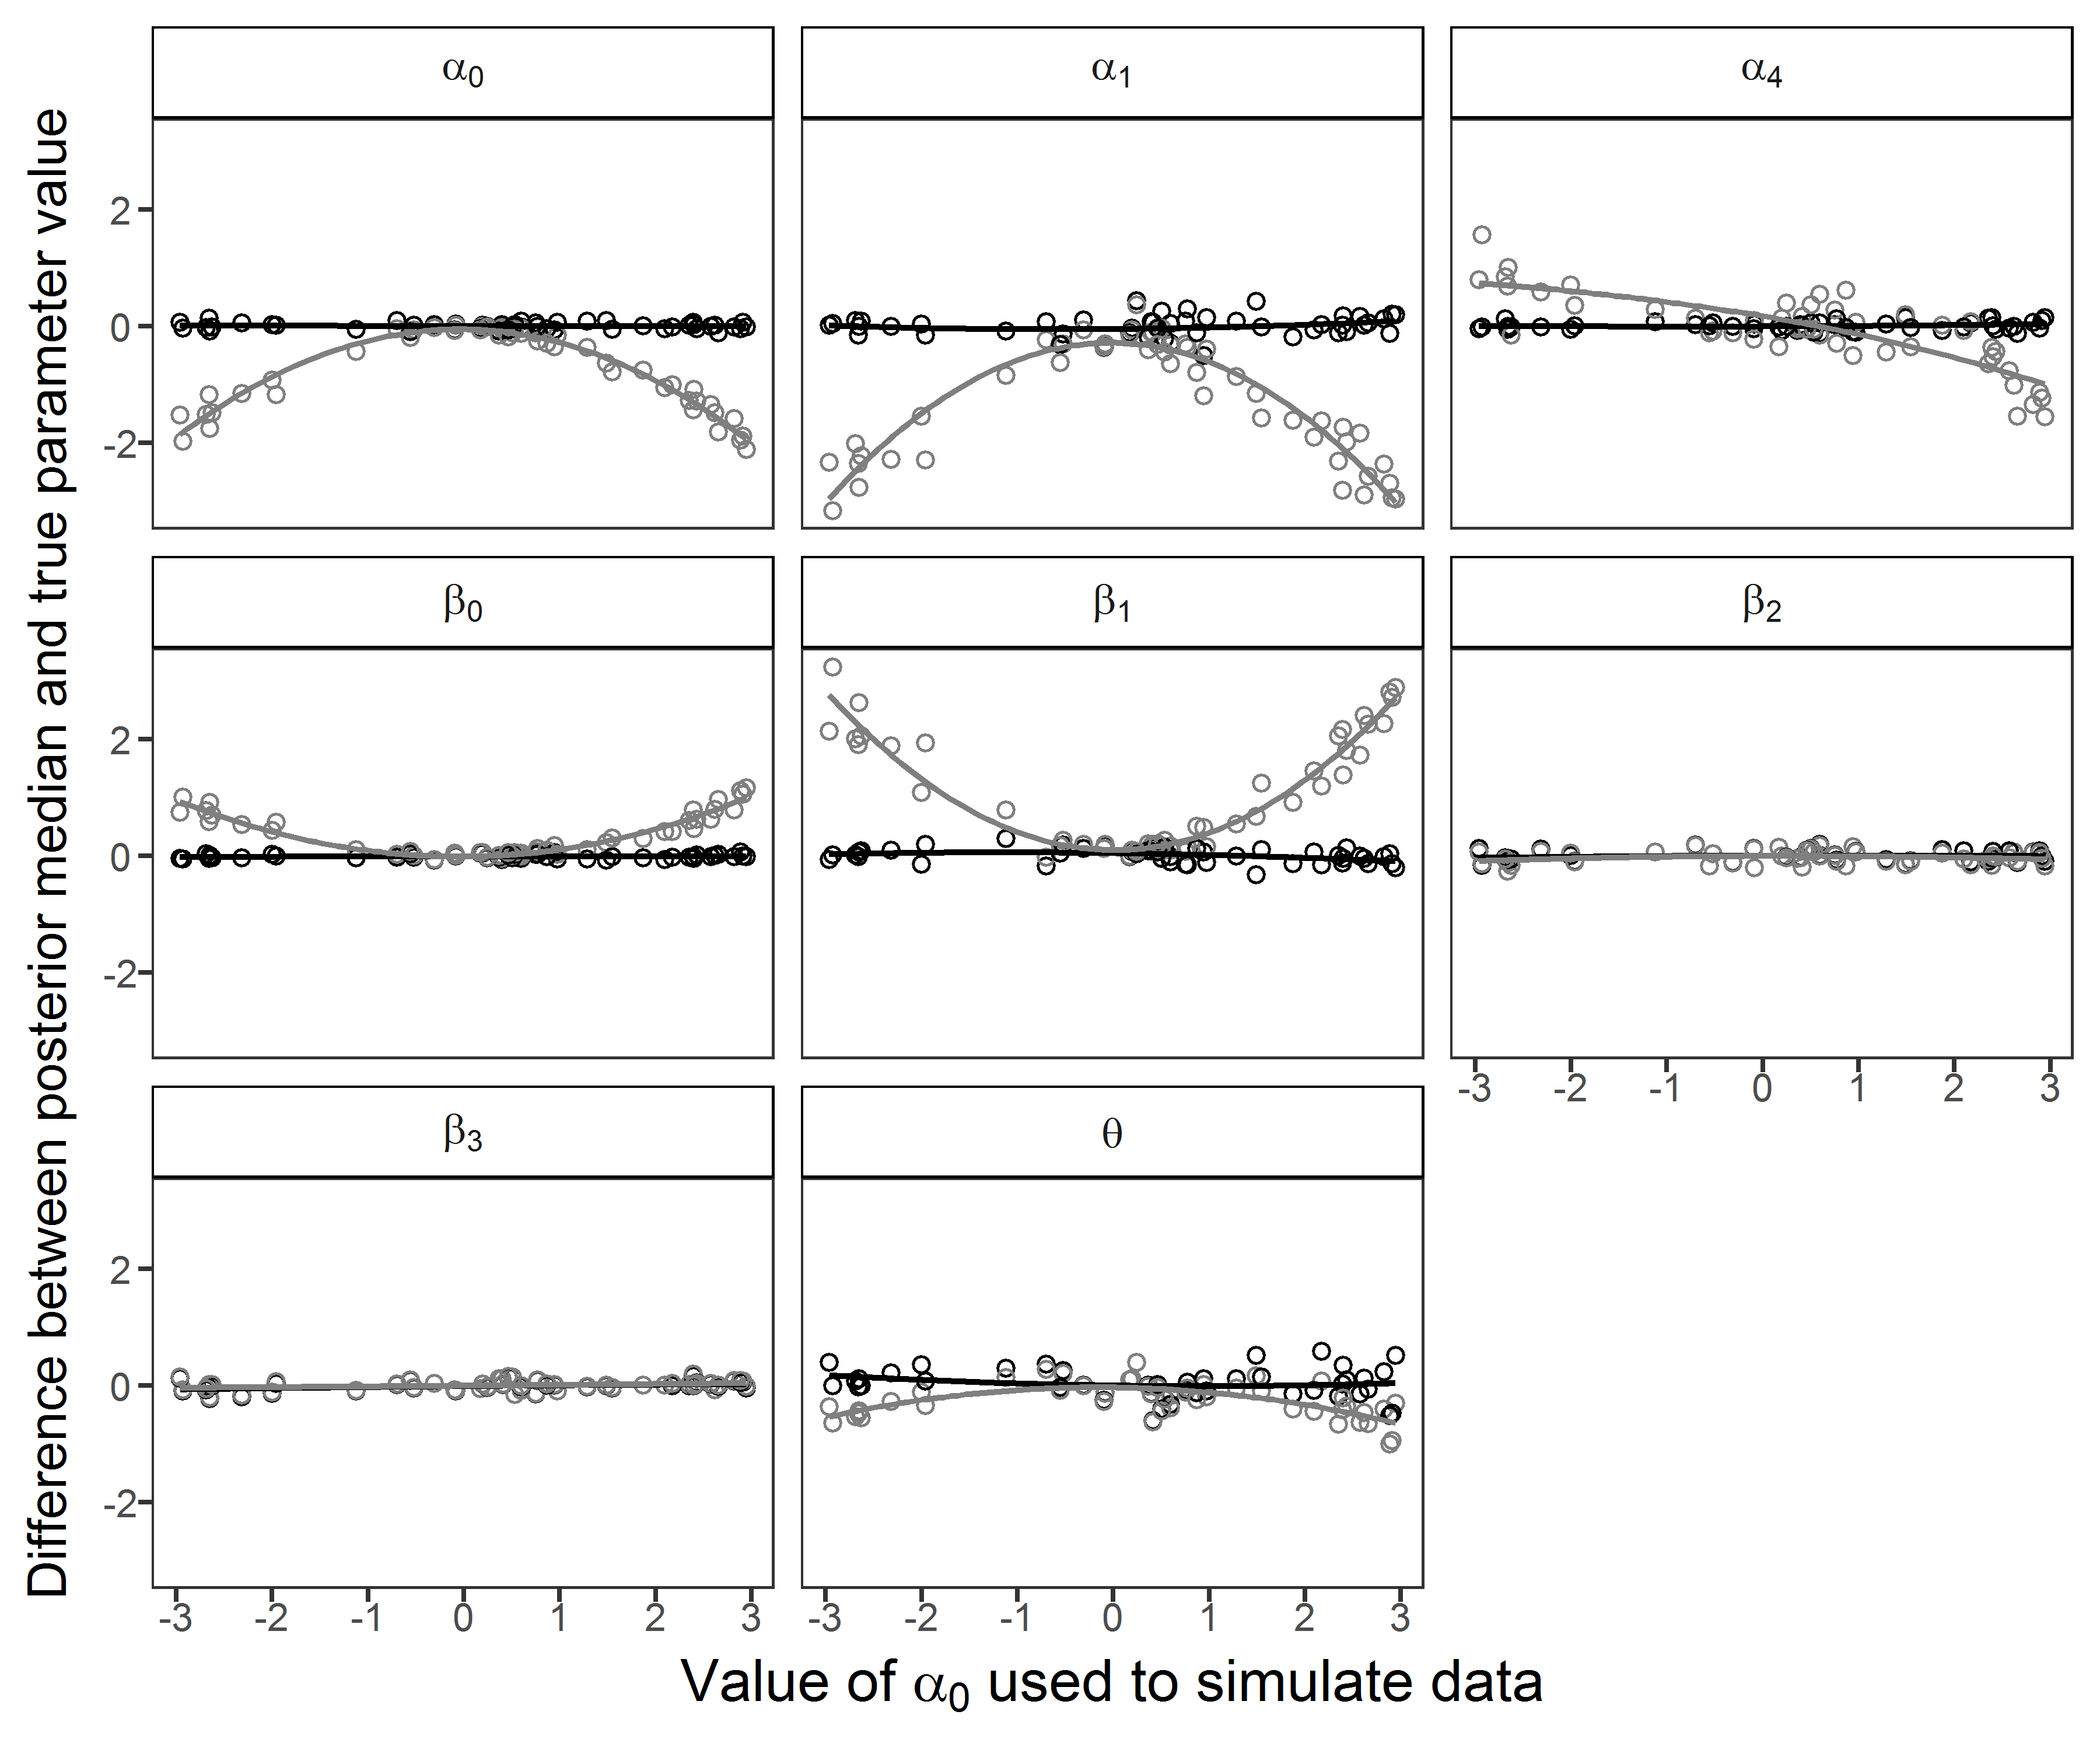 Difference between posterior median and true parameter value
α0 α1 α4
2
0
-2
β0 β1 β2
2
0
-2
-3 -2 -1 0 1 2 3
β3 θ
2
0
-2
-3 -2 -1 0 1 2 3 -3 -2 -1 0 1 2 3
Value of α0 used to simulate data